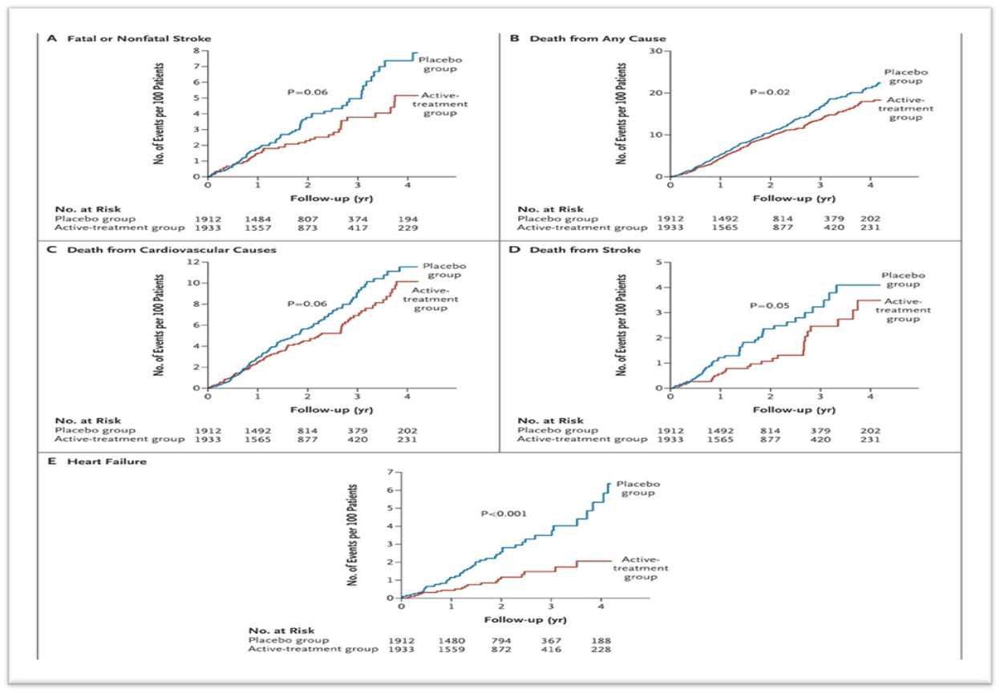 A Fatal or Nonfatal Stroke
No. of Events per 100 Patients
8
7
6
5
4
3
2
1
0
P=0.06
Placebo
group
Active-
treatment
group
0 1 2 3 4
Follow-up (yr)
No. at Risk
Placebo group 1912 1484 807 374 194
Active-treatment group 1933 1557 873 417 229
B Death from Any Cause
No. of Events per 100 Patients
30
20
10
0
P=0.02
Placebo
group
Active-
treatment
group
0 1 2 3 4
Follow-up (yr)
No. at Risk
Placebo group 1912 1492 814 379 202
Active-treatment group 1933 1565 877 420 231
C Death from Cardiovascular Causes
No. of Events per 100 Patients
12
10
8
6
4
2
0
P=0.06
Placebo
group
Active-
treatment
group
0 1 2 3 4
Follow-up (yr)
No. at Risk
Placebo group 1912 1492 814 379 202
Active-treatment group 1933 1565 877 420 231
D Death from Stroke
No. of Events per 100 Patients
5
4
3
2
1
0
P=0.05
Placebo
group
Active-
treatment
group
0 1 2 3 4
Follow-up (yr)
No. at Risk
Placebo group 1912 1492 814 379 202
Active-treatment group 1933 1565 877 420 231
E Heart Failure
No. of Events per 100 Patients
7
6
5
4
3
2
1
0
P<0.001
Placebo
group
Active-
treatment
group
0 1 2 3 4
Follow-up (yr)
No. at Risk
Placebo group 1912 1480 794 367 188
Active-treatment group 1933 1559 872 416 228